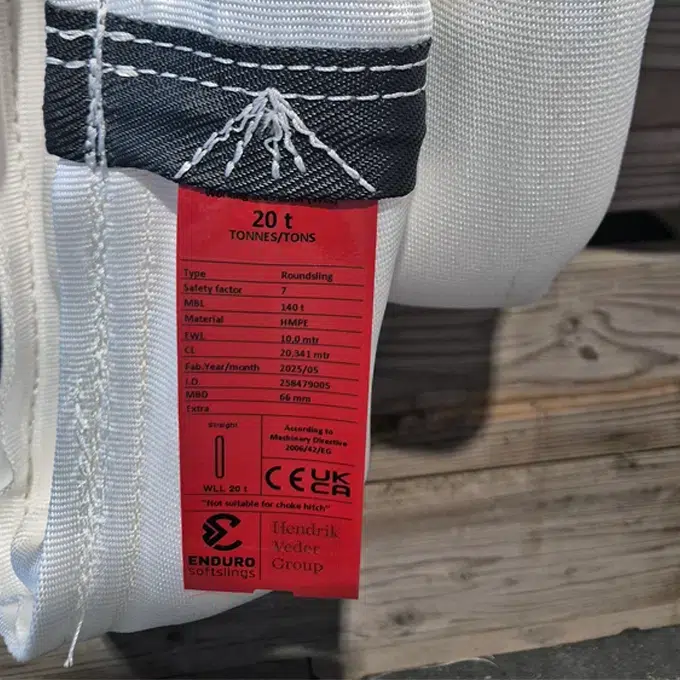 20 t
TONNES/TONS
Type Roundsling
Safety factor 7
MBL 140 t
Material HMPE
EWL 10,0 mtr
CL 20,341 mtr
Fab.Year/month 2025/05
I.D. 258479005
MBD 66 mm
Extra
Straight
WLL 20 t
According to
Machinery Directive
2006/42/EG
CE UK
CA
"Not suitable for choke hitch"
ENDURO
softslings
Hendrik
Veder
Group